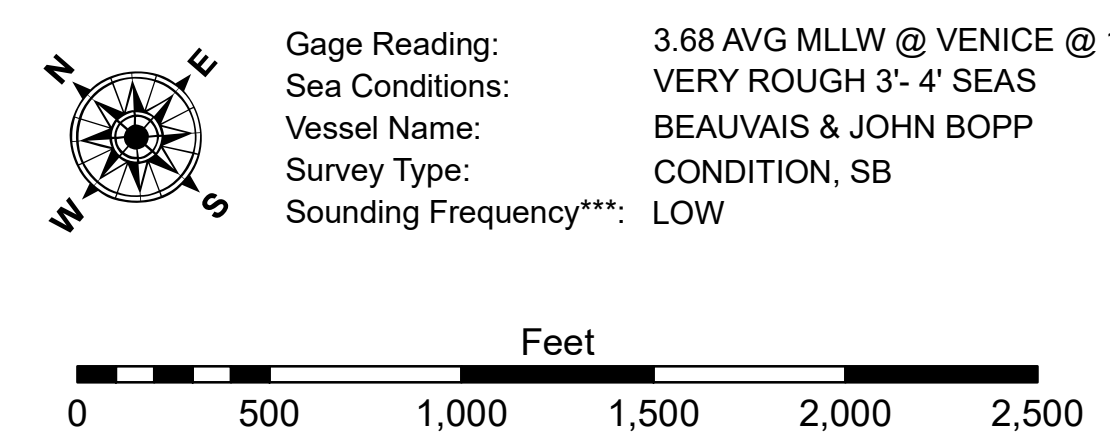 N
E
W
S
Gage Reading: 3.68 AVG MLLW @ VENICE @
Sea Conditions: VERY ROUGH 3'- 4' SEAS
Vessel Name: BEAUVAIS & JOHN BOPP
Survey Type: CONDITION, SB
Sounding Frequency***: LOW
Feet
0 500 1,000 1,500 2,000 2,500